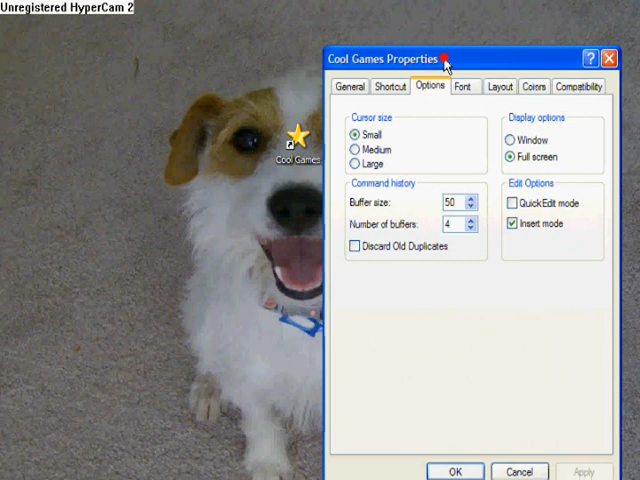 Unregistered HyperCam 2
Cool Games Properties
General Shortcut Options Font Layout Colors Compatibility
Cursor size
Small
Medium
Large
Display options
Window
Full screen
Command history
Buffer size: 50
Number of buffers: 4
Discard Old Duplicates
Edit Options
QuickEdit mode
Insert mode
Cool Games
OK Cancel Apply